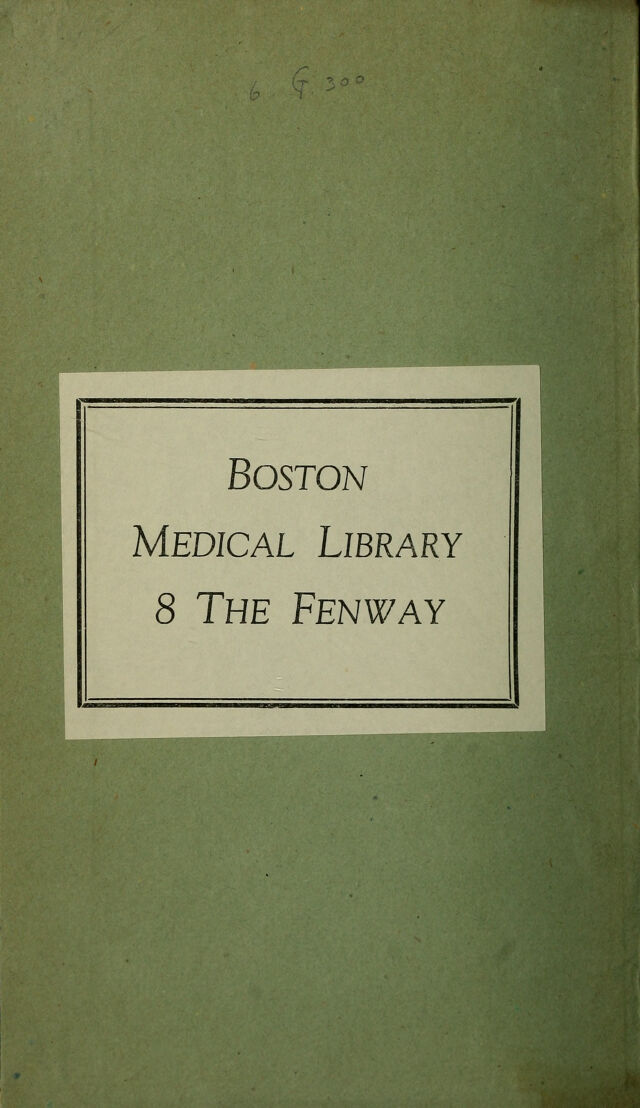 6. G. 300
BOSTON
MEDICAL LIBRARY
8 THE FENWAY